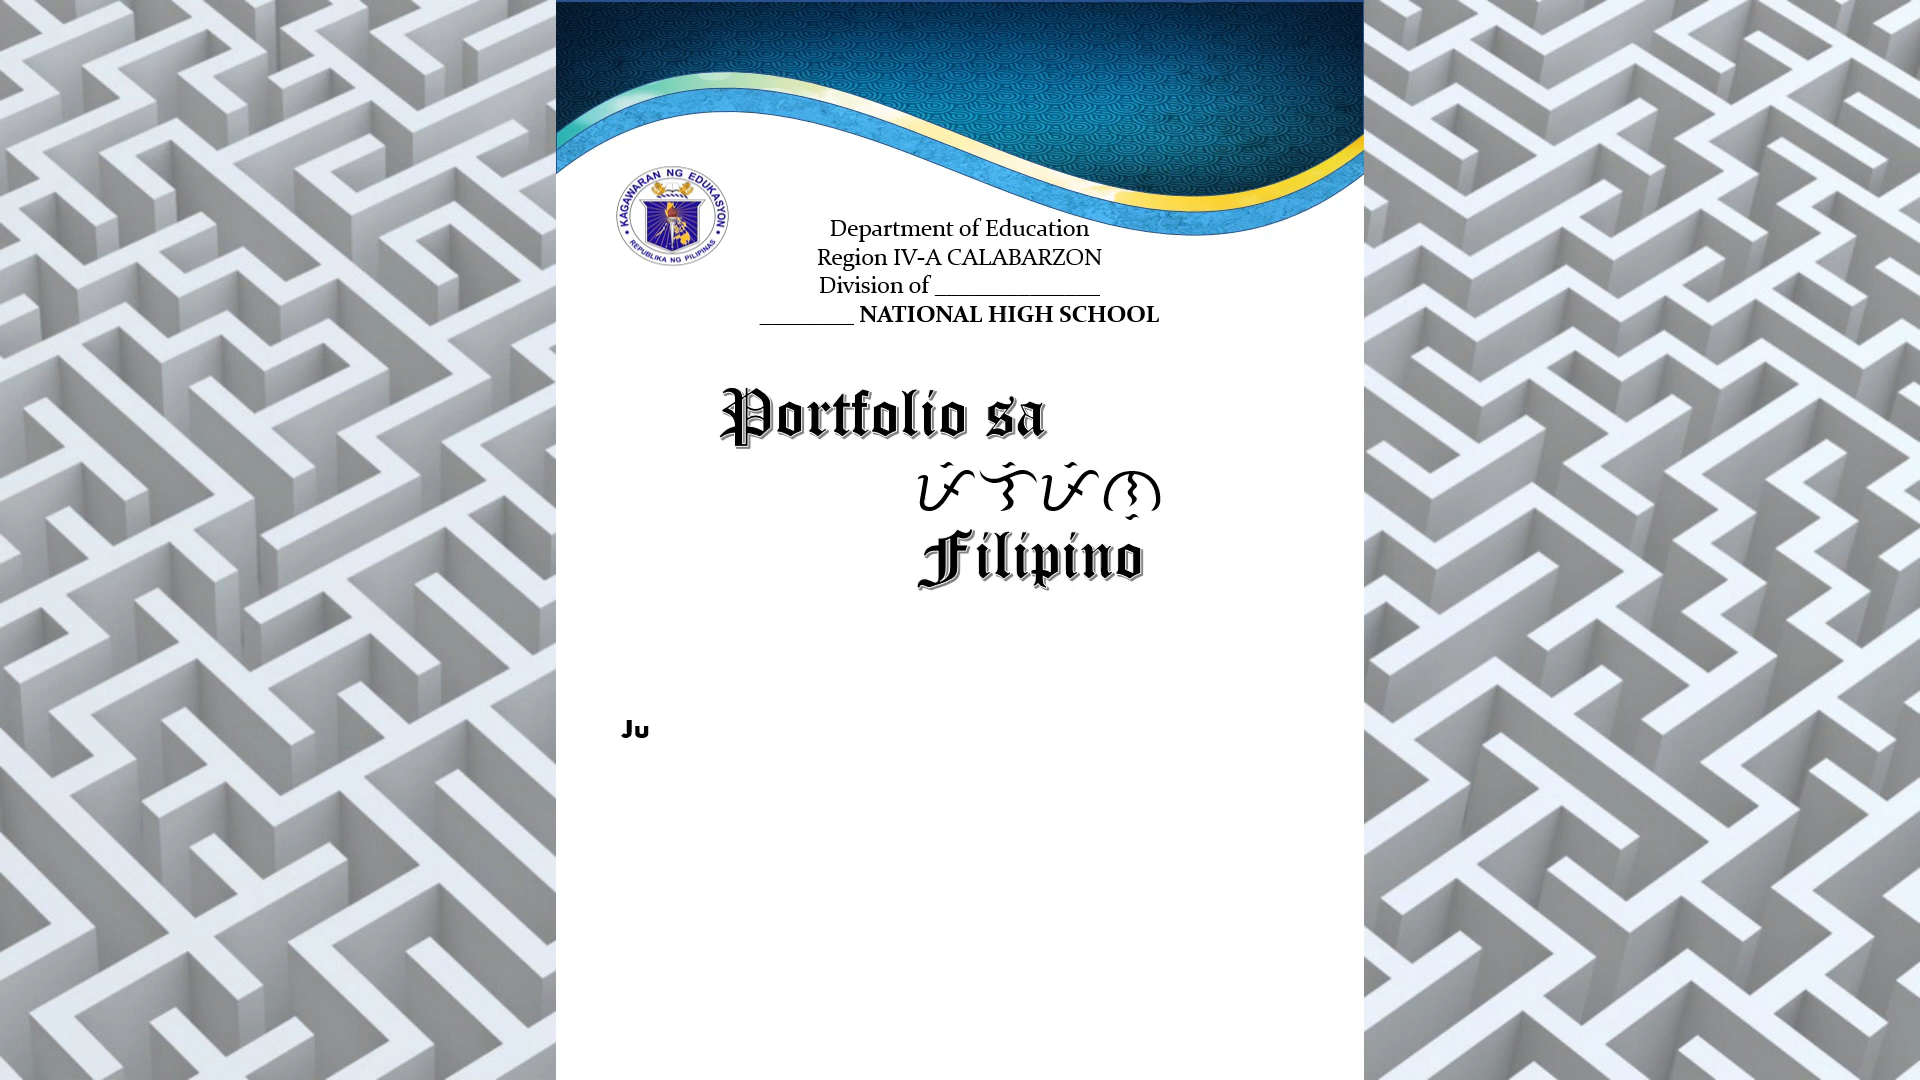 KAGAWARAN NG EDUKASYON
REPUBLIKA NG PILIPINAS
Department of Education
Region IV-A CALABARZON
Division of ______________
________ NATIONAL HIGH SCHOOL
Portfolio sa
ᜉᜒᜎᜒᜉᜒᜈᜓ
Filipino
Ju